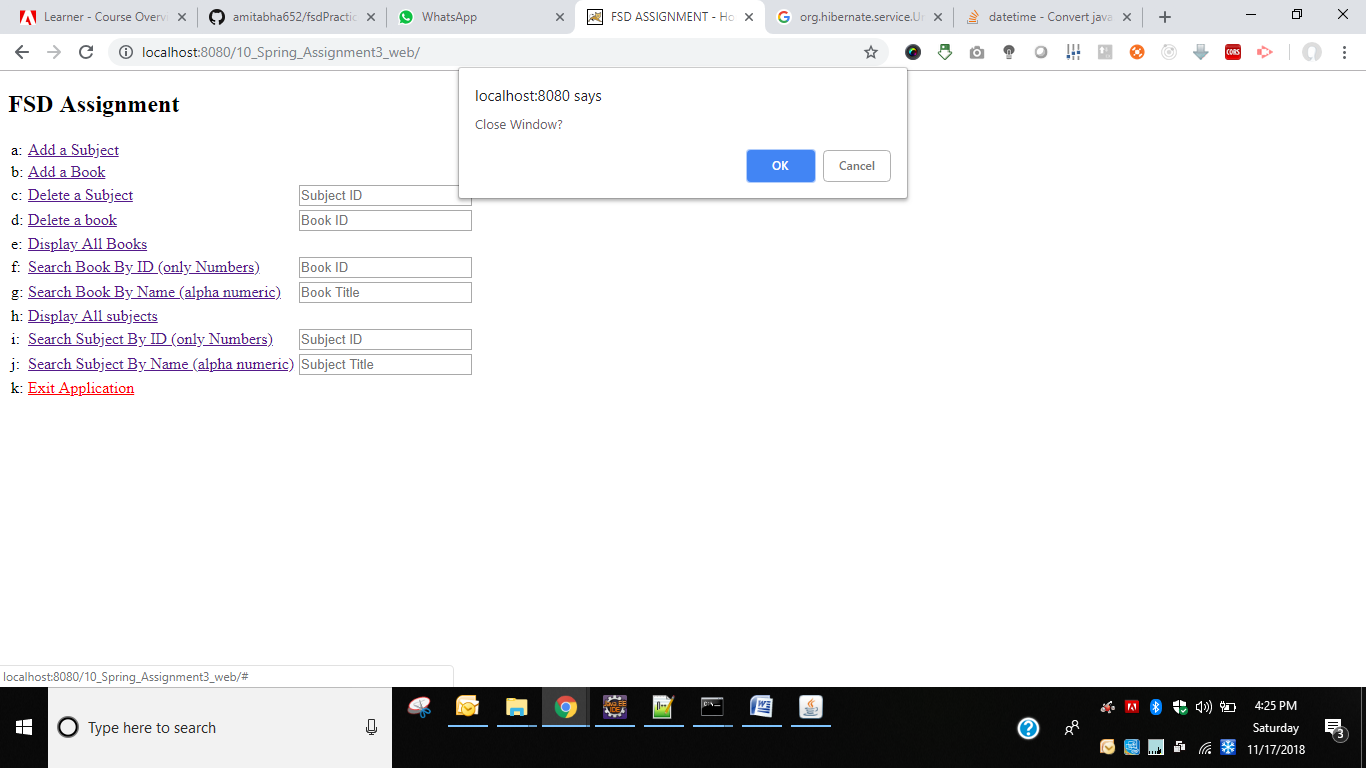 Learner - Course Overv
amitabha652/fsdPractic
WhatsApp
FSD ASSIGNMENT - Ho
org.hibernate.service.Un
datetime - Convert java
localhost:8080/10_Spring_Assignment3_web/
CORS
localhost:8080 says
Close Window?
OK
Cancel
FSD Assignment
a: Add a Subject
b: Add a Book
c: Delete a Subject Subject ID
d: Delete a book Book ID
e: Display All Books
f: Search Book By ID (only Numbers) Book ID
g: Search Book By Name (alpha numeric) Book Title
h: Display All subjects
i: Search Subject By ID (only Numbers) Subject ID
j: Search Subject By Name (alpha numeric) Subject Title
k: Exit Application
localhost:8080/10_Spring_Assignment3_web/#
Type here to search
4:25 PM
Saturday
11/17/2018
3